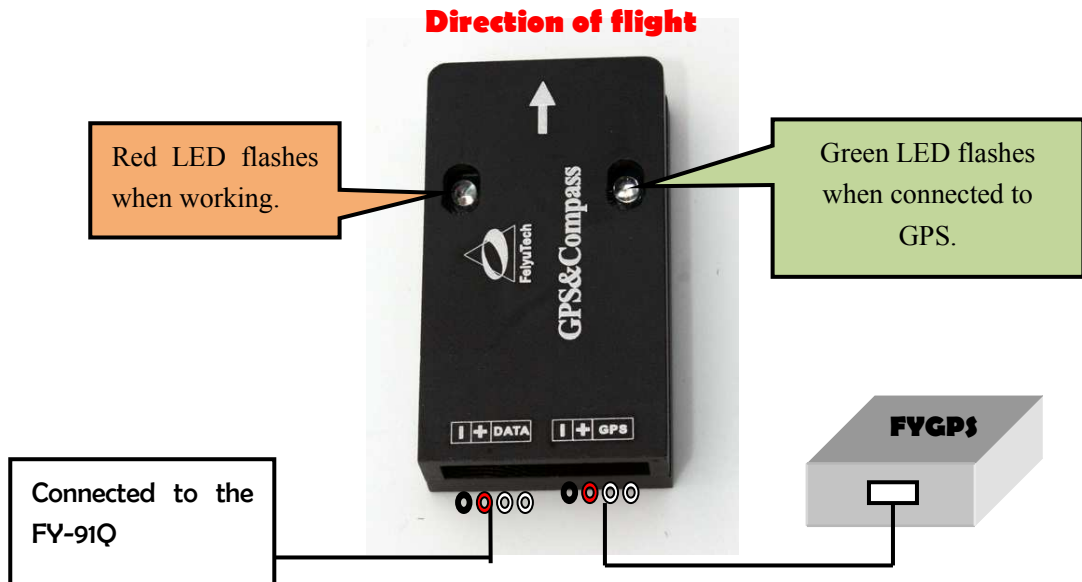 Direction of flight
Red LED flashes
when working.
Green LED flashes
when connected to
GPS.
FeiyuTech
GPS&Compass
I + DATA
I + GPS
FYGPS
Connected to the
FY-91Q